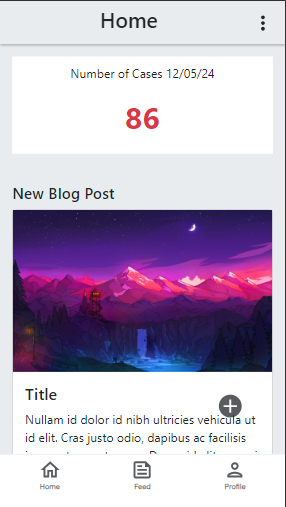 Home
Number of Cases 12/05/24
86
New Blog Post
Title
Nullam id dolor id nibh ultricies vehicula ut
id elit. Cras justo odio, dapibus ac facilisis
Home
Feed
Profile